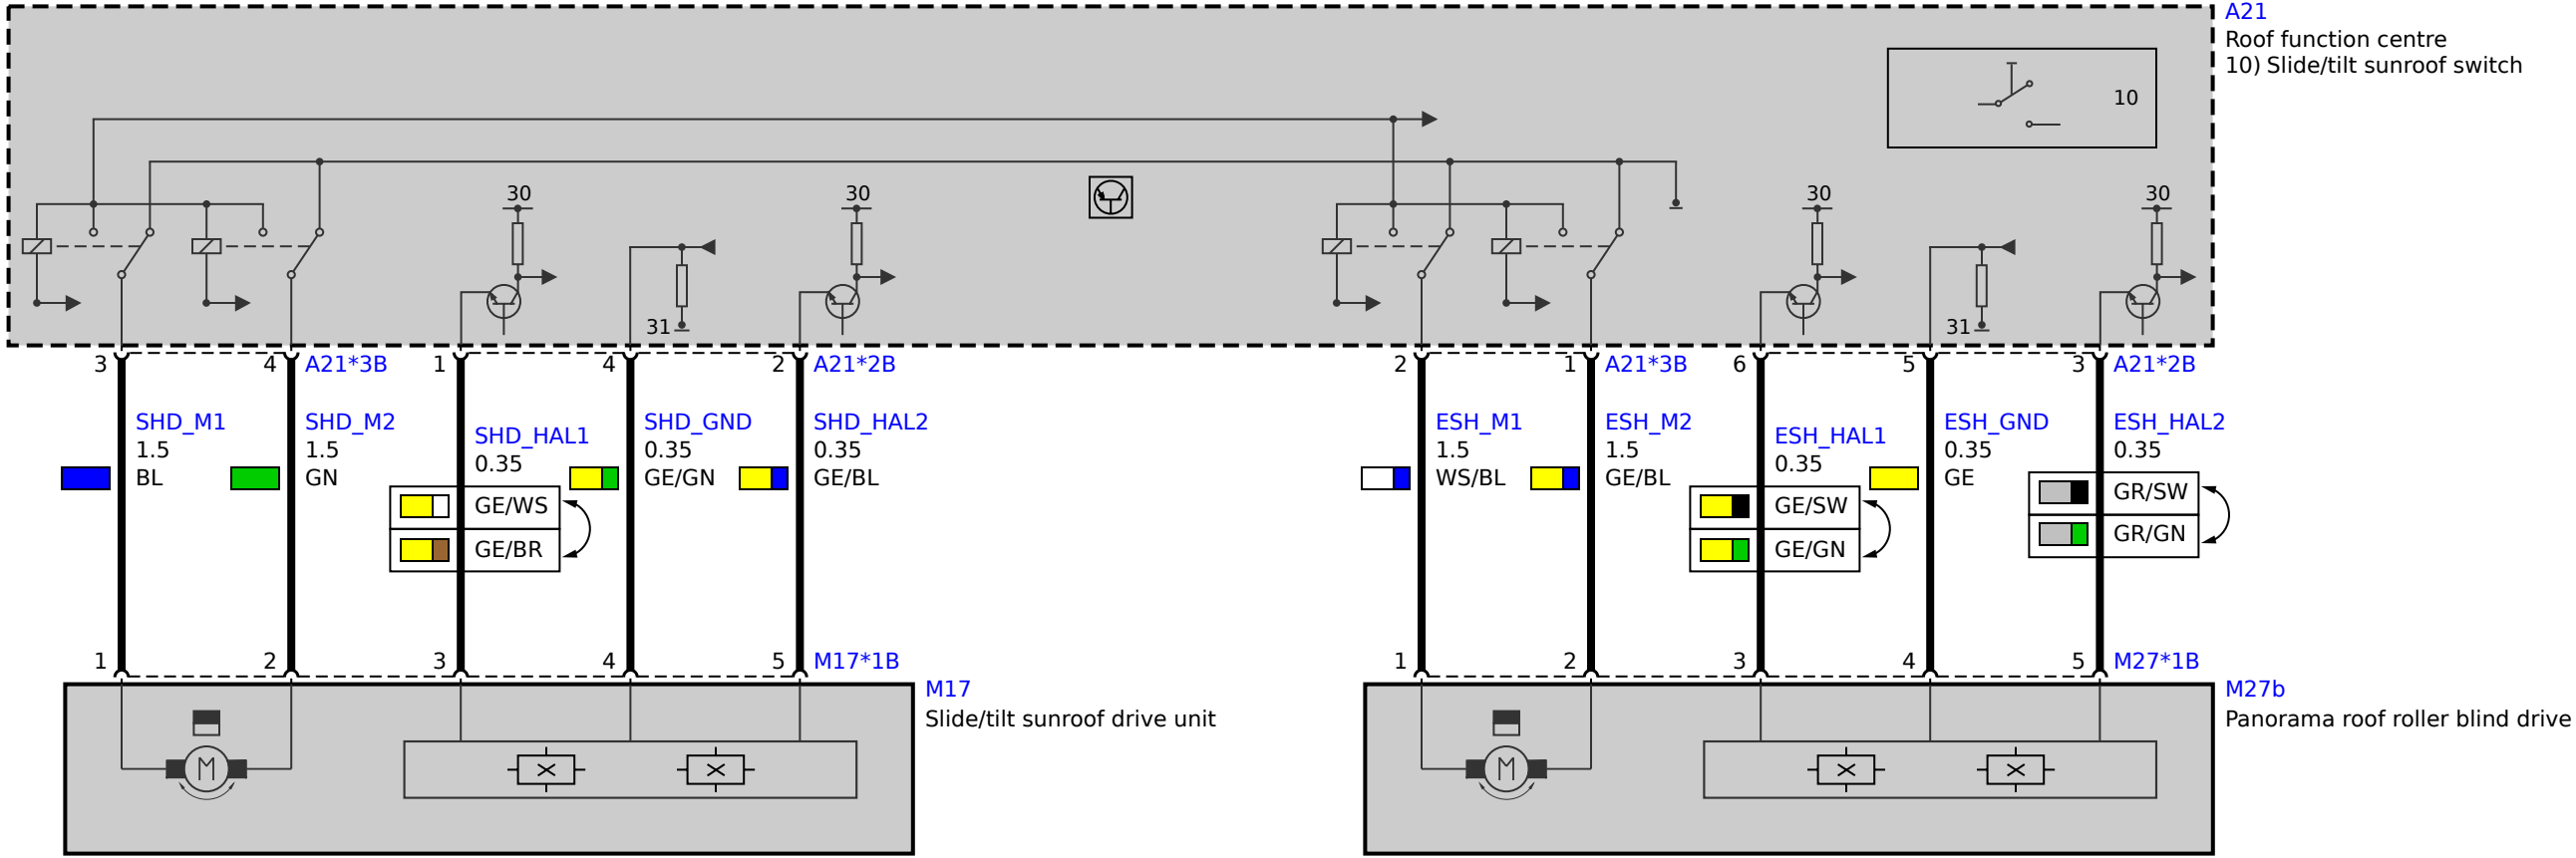 A21
Roof function centre
10) Slide/tilt sunroof switch
10
30
30
30
30
31
31
3
4
A21*3B
1
4
2
A21*2B
2
1
A21*3B
6
5
3
A21*2B
SHD_M1
1.5
BL
SHD_M2
1.5
GN
SHD_HAL1
0.35
GE/WS
GE/BR
SHD_GND
0.35
GE/GN
SHD_HAL2
0.35
GE/BL
ESH_M1
1.5
WS/BL
ESH_M2
1.5
GE/BL
ESH_HAL1
0.35
GE/SW
GE/GN
ESH_GND
0.35
GE
ESH_HAL2
0.35
GR/SW
GR/GN
1
2
3
4
5
M17*1B
1
2
3
4
5
M27*1B
M17
Slide/tilt sunroof drive unit
M
M27b
Panorama roof roller blind drive
M